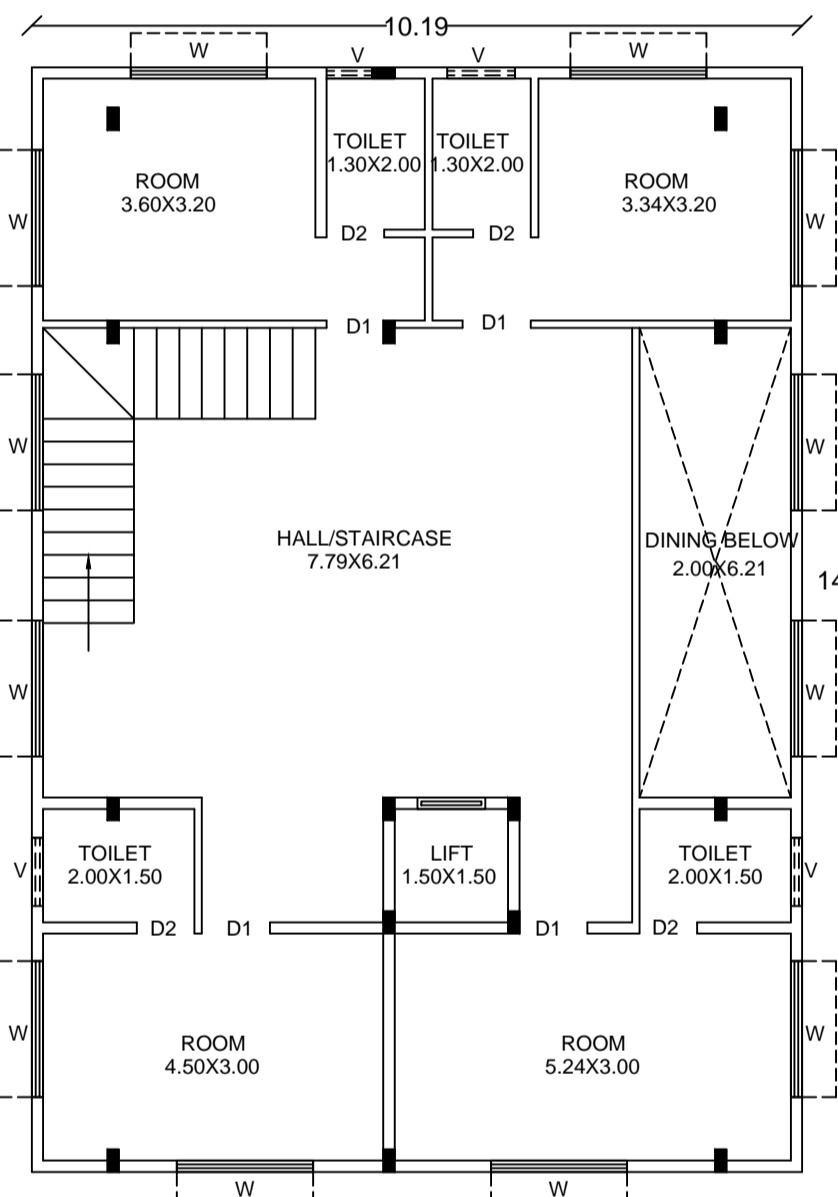 10.19
W
V
V
W
TOILET
1.30X2.00
TOILET
1.30X2.00
ROOM
3.60X3.20
ROOM
3.34X3.20
W
W
D2
D2
D1
D1
W
W
HALL/STAIRCASE
7.79X6.21
DINING BELOW
2.00X6.21
14
W
W
TOILET
2.00X1.50
LIFT
1.50X1.50
TOILET
2.00X1.50
V
V
D2
D1
D1
D2
W
W
ROOM
4.50X3.00
ROOM
5.24X3.00
W
W